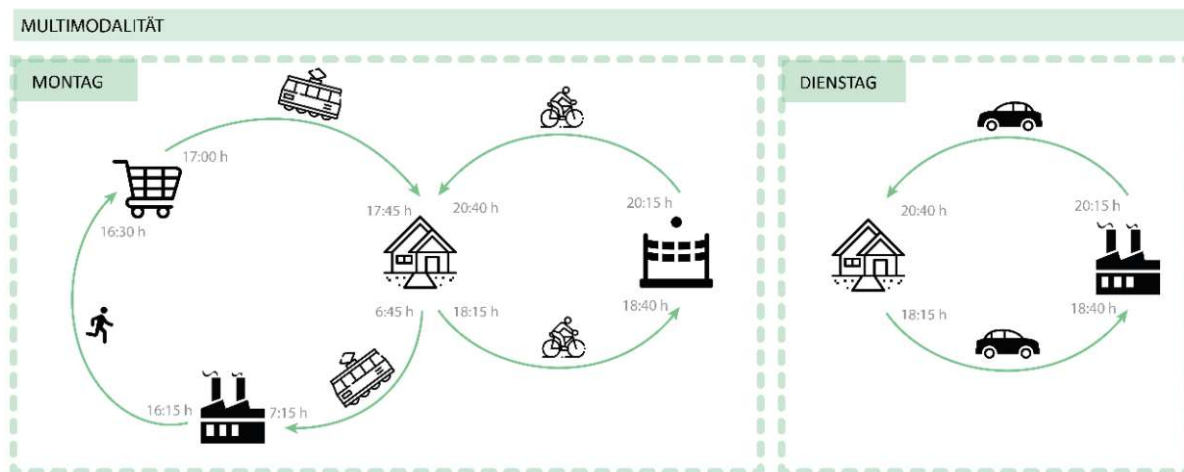 MULTIMODALITÄT
MONTAG
17:00 h
16:30 h
17:45 h
20:40 h
20:15 h
6:45 h
18:15 h
18:40 h
16:15 h
7:15 h
DIENSTAG
20:40 h
20:15 h
18:15 h
18:40 h